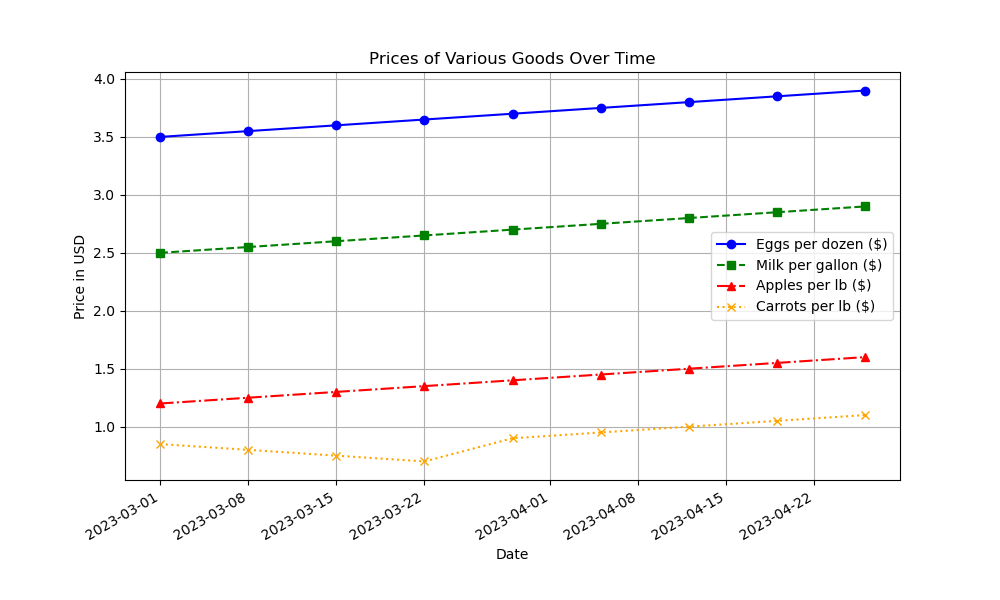 Prices of Various Goods Over Time
Price in USD
4.0
3.5
3.0
2.5
2.0
1.5
1.0
Eggs per dozen ($)
Milk per gallon ($)
Apples per lb ($)
Carrots per lb ($)
2023-03-01
2023-03-08
2023-03-15
2023-03-22
2023-04-01
2023-04-08
2023-04-15
2023-04-22
Date